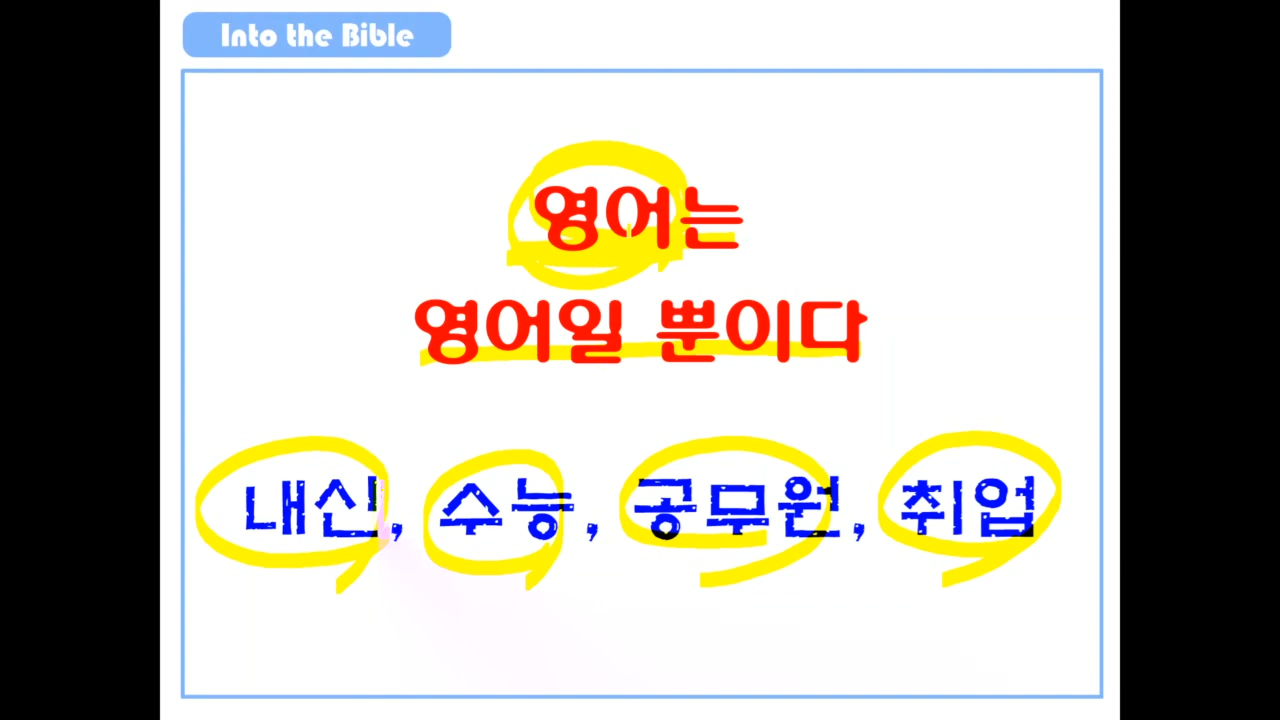 Into the Bible
영어는
영어일 뿐이다
내신, 수능, 공무원, 취업